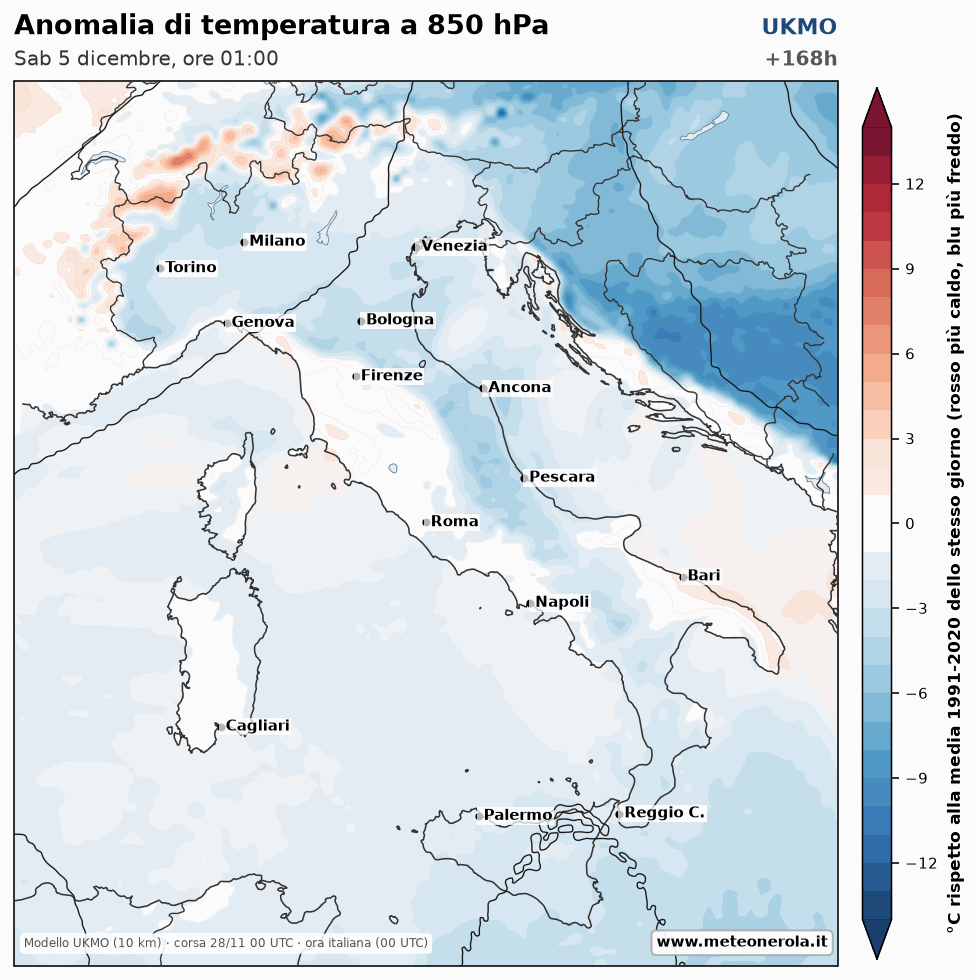 Anomalia di temperatura a 850 hPa
UKMO
Sab 5 dicembre, ore 01:00
+168h
Milano
Venezia
Torino
Genova
Bologna
Firenze
Ancona
Pescara
Roma
Bari
Napoli
Cagliari
Palermo
Reggio C.
12
9
6
3
0
−3
−6
−9
−12
°C rispetto alla media 1991-2020 dello stesso giorno (rosso più caldo, blu più freddo)
Modello UKMO (10 km) · corsa 28/11 00 UTC · ora italiana (00 UTC)
www.meteonerola.it